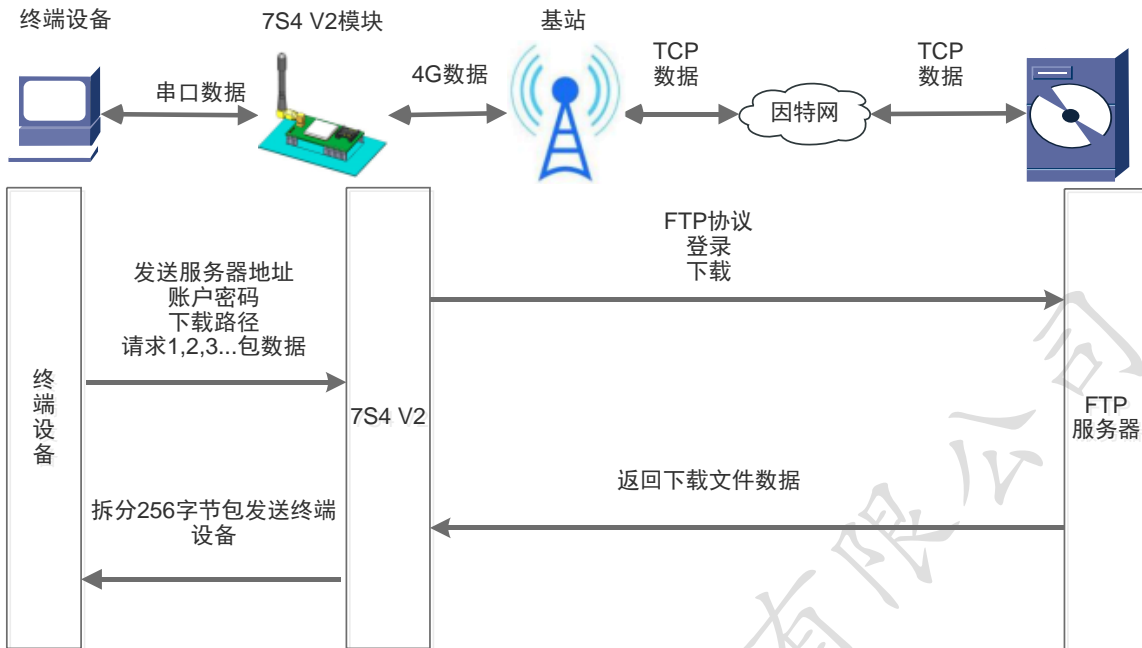 终端设备
7S4 V2模块
基站
TCP
数据
TCP
数据
串口数据
4G数据
因特网
FTP协议
登录
下载
发送服务器地址
账户密码
下载路径
请求1,2,3...包数据
终
端
设
备
7S4 V2
FTP
服务器
返回下载文件数据
拆分256字节包发送终端
设备
有限公司